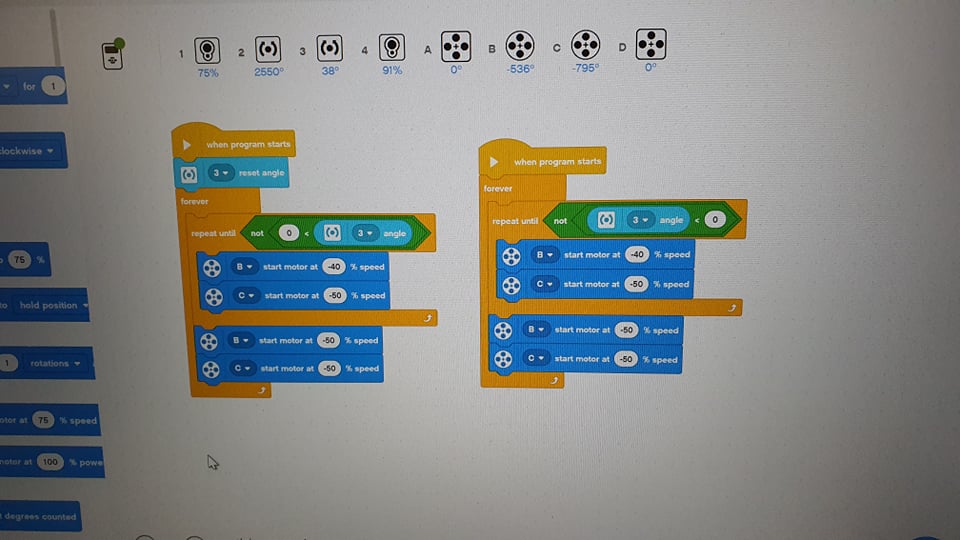 1 2 3 4 A B C D
75% 2550° 38° 91% 0° -536° -795° 0°
for 1
clockwise
75 %
to hold position
1 rotations
motor at 75 % speed
motor at 100 % powe
degrees counted
when program starts
3 reset angle
forever
repeat until not 0 < 3 angle
B start motor at -40 % speed
C start motor at -50 % speed
B start motor at -50 % speed
C start motor at -50 % speed
when program starts
forever
repeat until not 3 angle < 0
B start motor at -40 % speed
C start motor at -50 % speed
B start motor at -50 % speed
C start motor at -50 % speed